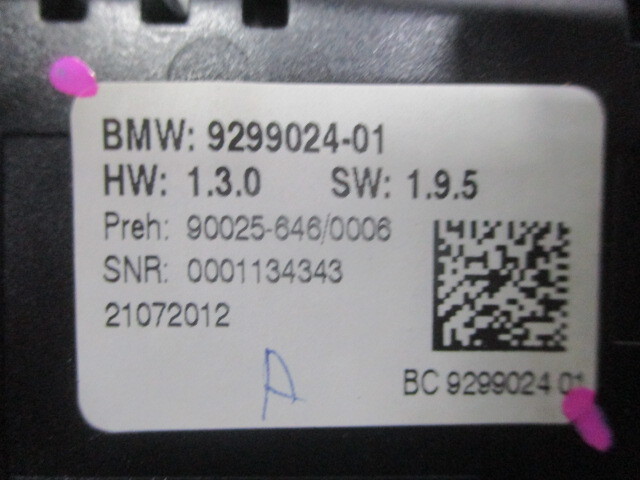 BMW: 9299024-01
HW: 1.3.0 SW: 1.9.5
Preh: 90025-646/0006
SNR: 0001134343
21072012
BC 9299024 01